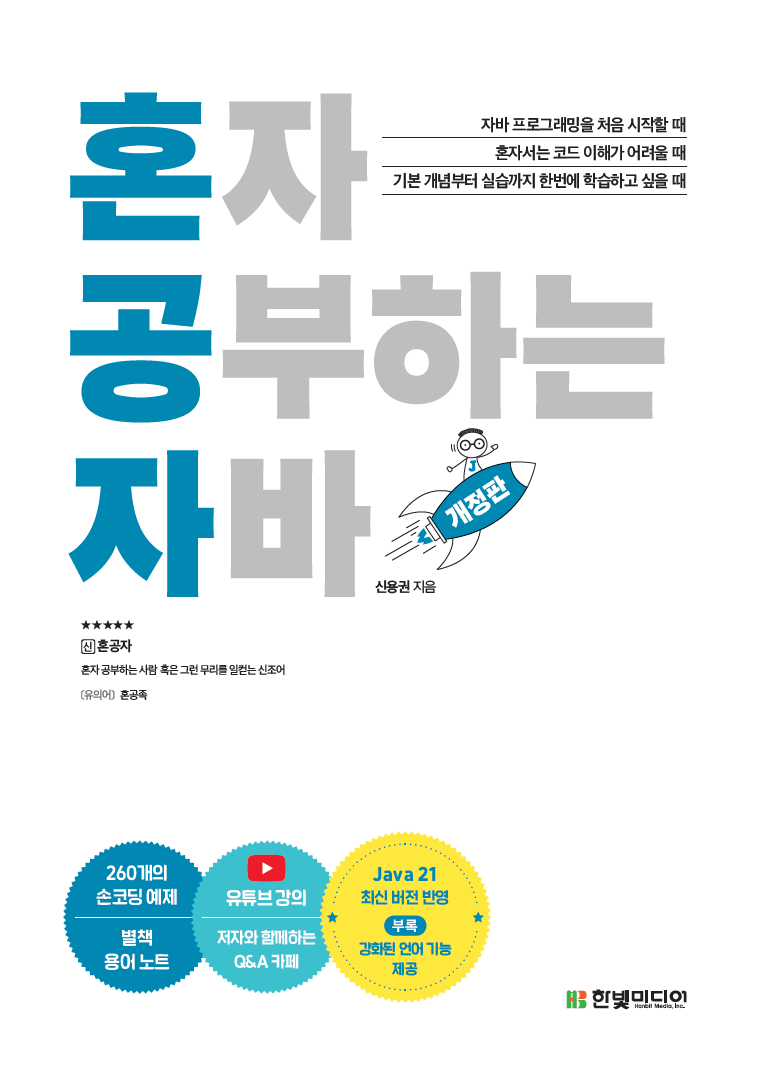 혼자
공부하는
자바
자바 프로그래밍을 처음 시작할 때
혼자서는 코드 이해가 어려울 때
기본 개념부터 실습까지 한번에 학습하고 싶을 때
J
개정판
신용권 지음
★★★★★
신 혼공자
혼자 공부하는 사람 혹은 그런 무리를 일컫는 신조어
[유의어] 혼공족
260개의
손코딩 예제
별책
용어 노트
유튜브 강의
저자와 함께하는
Q&A 카페
Java 21
최신 버전 반영
부록
강화된 언어 기능
제공
HB 한빛미디어
Hanbit Media, Inc.